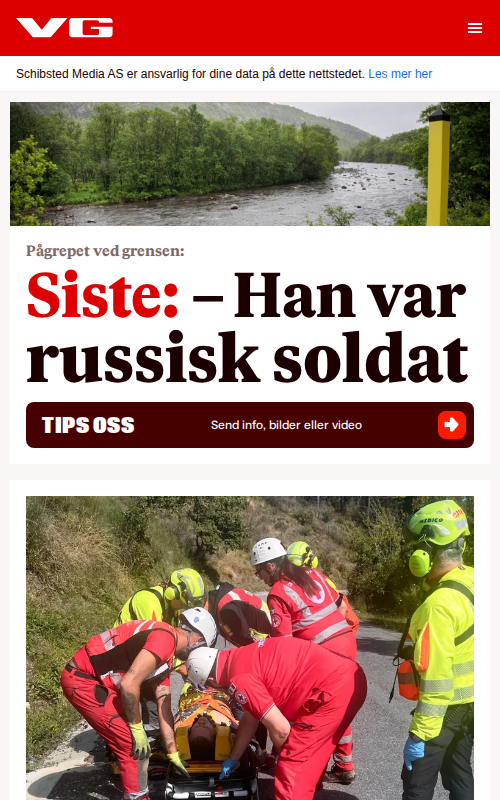 VG
Schibsted Media AS er ansvarlig for dine data på dette nettstedet. Les mer her
Pågrepet ved grensen:
Siste: – Han var
russisk soldat
TIPS OSS
Send info, bilder eller video
MEDICO